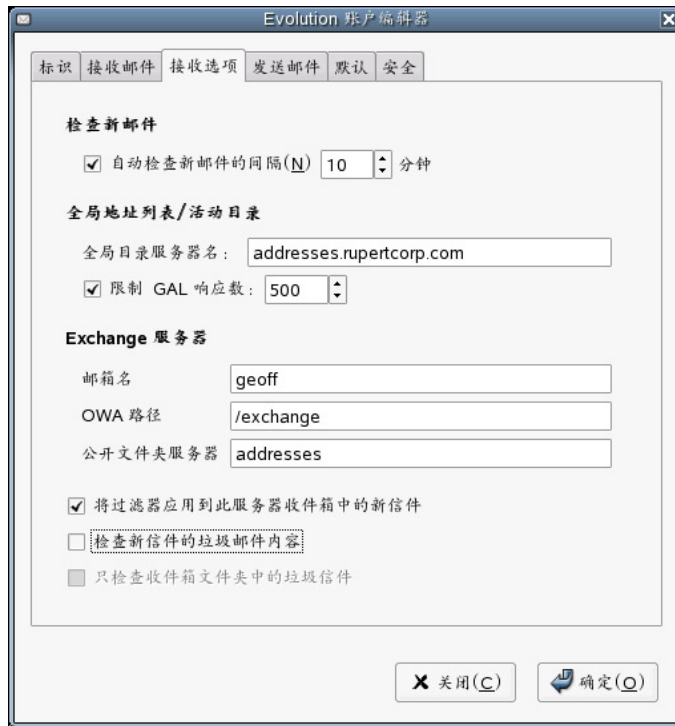 Evolution 账户编辑器
标识 接收邮件 接收选项 发送邮件 默认 安全
检查新邮件
自动检查新邮件的间隔(N) 10 分钟
全局地址列表/活动目录
全局目录服务器名: addresses.rupertcorp.com
限制 GAL 响应数: 500
Exchange 服务器
邮箱名 geoff
OWA 路径 /exchange
公开文件夹服务器 addresses
将过滤器应用到此服务器收件箱中的新信件
检查新信件的垃圾邮件内容
只检查收件箱文件夹中的垃圾信件
关闭(C) 确定(O)